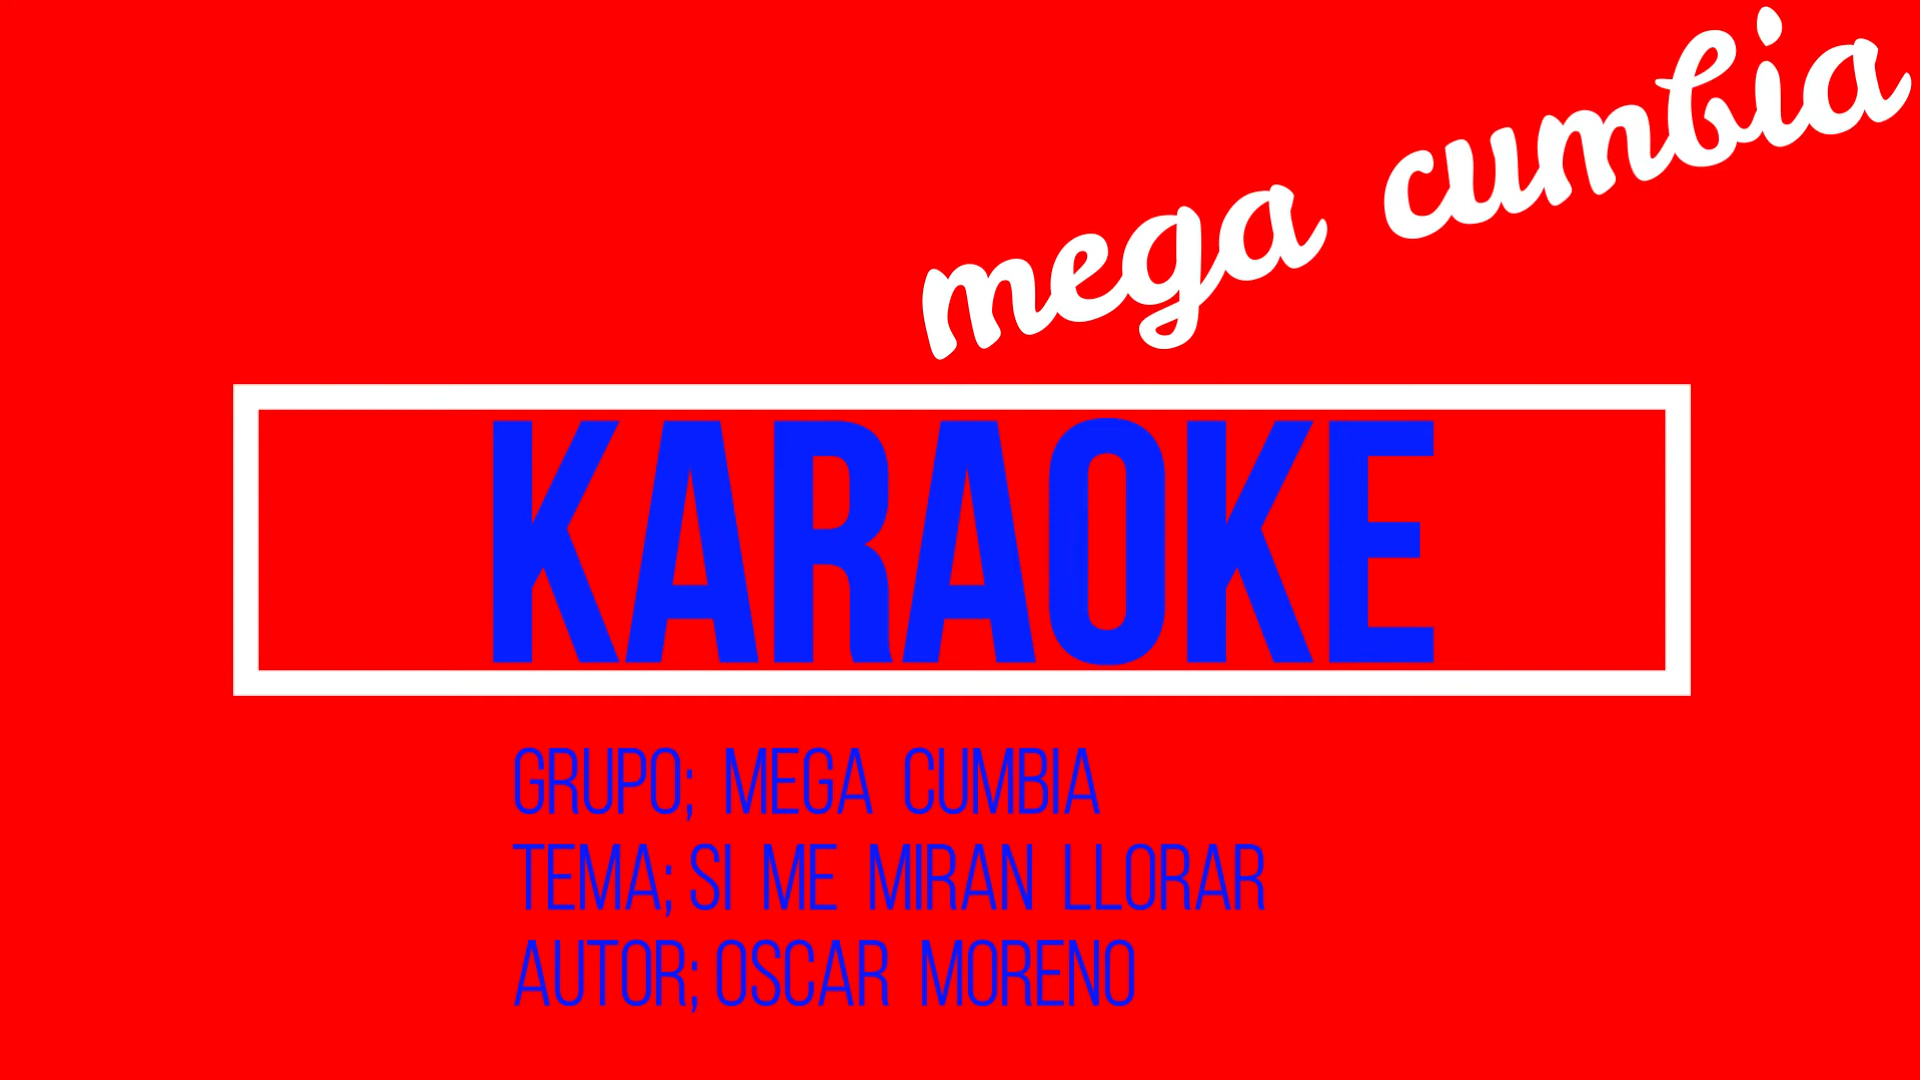 mega cumbia
KARAOKE
GRUPO; MEGA CUMBIA
TEMA; SI ME MIRAN LLORAR
AUTOR; OSCAR MORENO